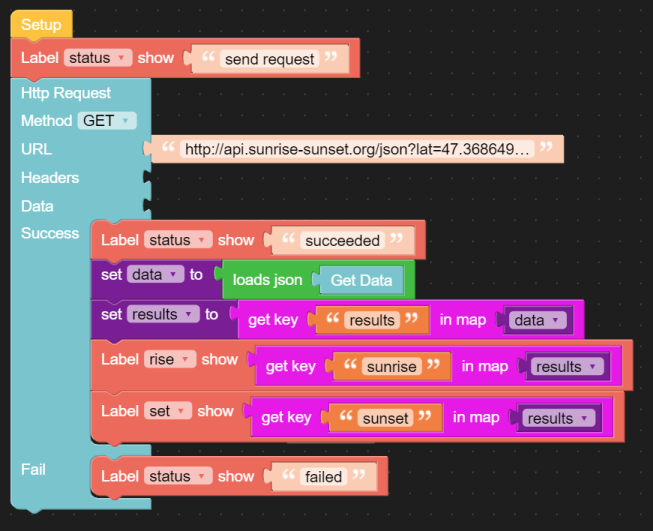 Setup
Label status ▾ show “ send request ”
Http Request
Method GET ▾
URL “ http://api.sunrise-sunset.org/json?lat=47.368649... ”
Headers
Data
Success Label status ▾ show “ succeeded ”
set data ▾ to loads json Get Data
set results ▾ to get key “ results ” in map data ▾
Label rise ▾ show get key “ sunrise ” in map results ▾
Label set ▾ show get key “ sunset ” in map results ▾
Fail Label status ▾ show “ failed ”